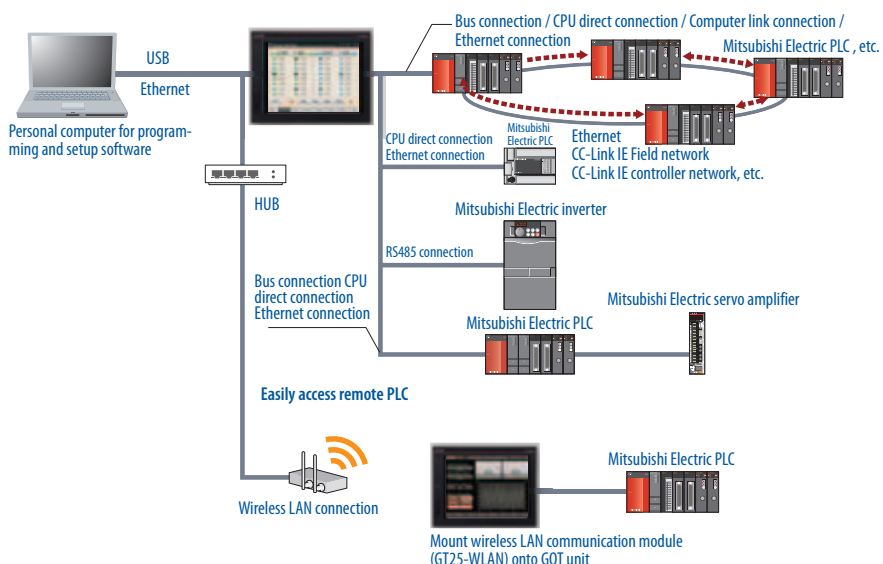 Bus connection / CPU direct connection / Computer link connection /
Ethernet connection
Mitsubishi Electric PLC , etc.
USB
Ethernet
Personal computer for program-
ming and setup software
CPU direct connection
Ethernet connection
Mitsubishi
Electric PLC
Ethernet
CC-Link IE Field network
CC-Link IE controller network, etc.
HUB
Mitsubishi Electric inverter
RS485 connection
Bus connection CPU
direct connection
Ethernet connection
Mitsubishi Electric PLC
Mitsubishi Electric servo amplifier
Easily access remote PLC
Wireless LAN connection
Mitsubishi Electric PLC
Mount wireless LAN communication module
(GT25-WLAN) onto GOT unit